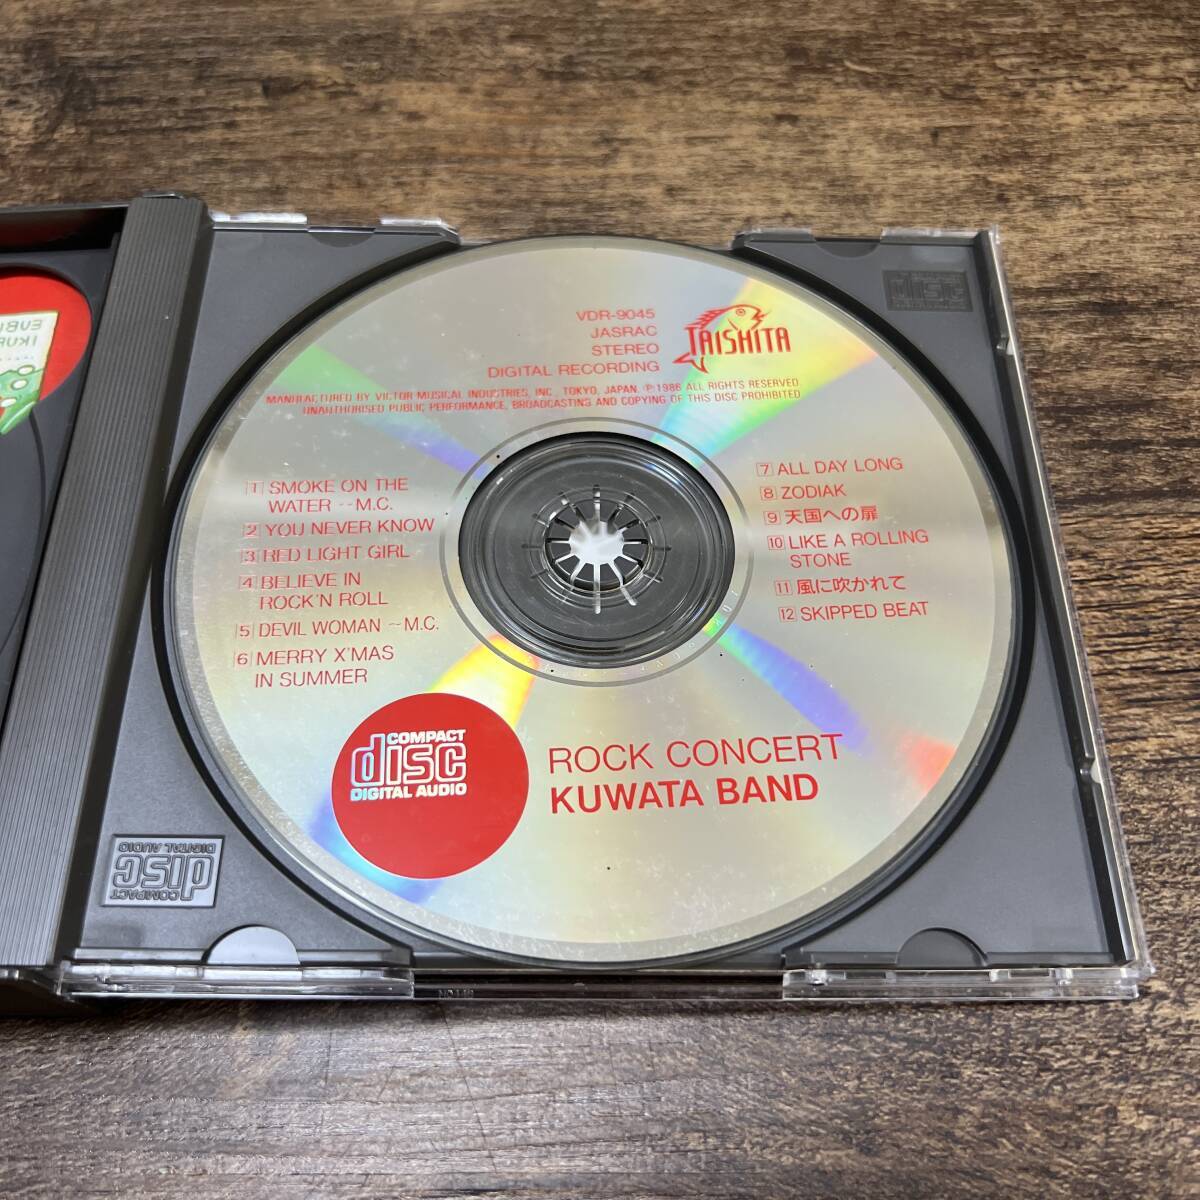 VDR-9045
JASRAC
STEREO
DIGITAL RECORDING
TAISHITA
MANUFACTURED BY VICTOR MUSICAL INDUSTRIES, INC., TOKYO, JAPAN. Ⓟ1986 ALL RIGHTS RESERVED.
UNAUTHORISED PUBLIC PERFORMANCE, BROADCASTING AND COPYING OF THIS DISC PROHIBITED
1 SMOKE ON THE
WATER ~M.C.
2 YOU NEVER KNOW
3 RED LIGHT GIRL
4 BELIEVE IN
ROCK'N ROLL
5 DEVIL WOMAN ~M.C.
6 MERRY X'MAS
IN SUMMER
7 ALL DAY LONG
8 ZODIAK
9 天国への扉
10 LIKE A ROLLING
STONE
11 風に吹かれて
12 SKIPPED BEAT
COMPACT
disc
DIGITAL AUDIO
ROCK CONCERT
KUWATA BAND
COMPACT
disc
DIGITAL AUDIO
disc